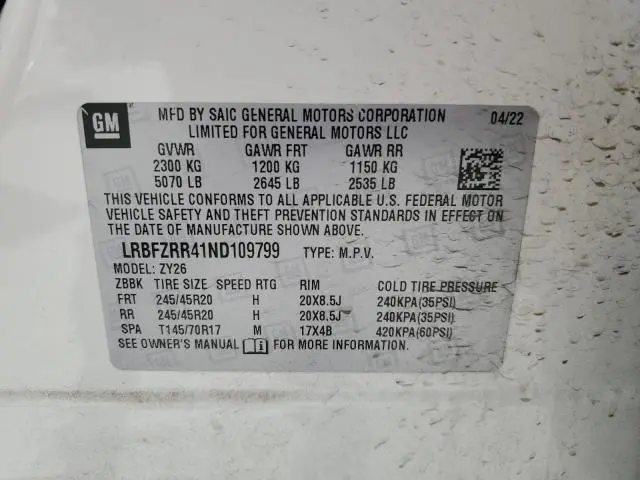 GM MFD BY SAIC GENERAL MOTORS CORPORATION 04/22
LIMITED FOR GENERAL MOTORS LLC
GVWR GAWR FRT GAWR RR
2300 KG 1200 KG 1150 KG
5070 LB 2645 LB 2535 LB
THIS VEHICLE CONFORMS TO ALL APPLICABLE U.S. FEDERAL MOTOR
VEHICLE SAFETY AND THEFT PREVENTION STANDARDS IN EFFECT ON
THE DATE OF MANUFACTURE SHOWN ABOVE.
LRBFZRR41ND109799 TYPE: M.P.V.
MODEL: ZY26
ZBBK TIRE SIZE SPEED RTG RIM COLD TIRE PRESSURE
FRT 245/45R20 H 20X8.5J 240KPA(35PSI)
RR 245/45R20 H 20X8.5J 240KPA(35PSI)
SPA T145/70R17 M 17X4B 420KPA(60PSI)
SEE OWNER'S MANUAL FOR MORE INFORMATION.